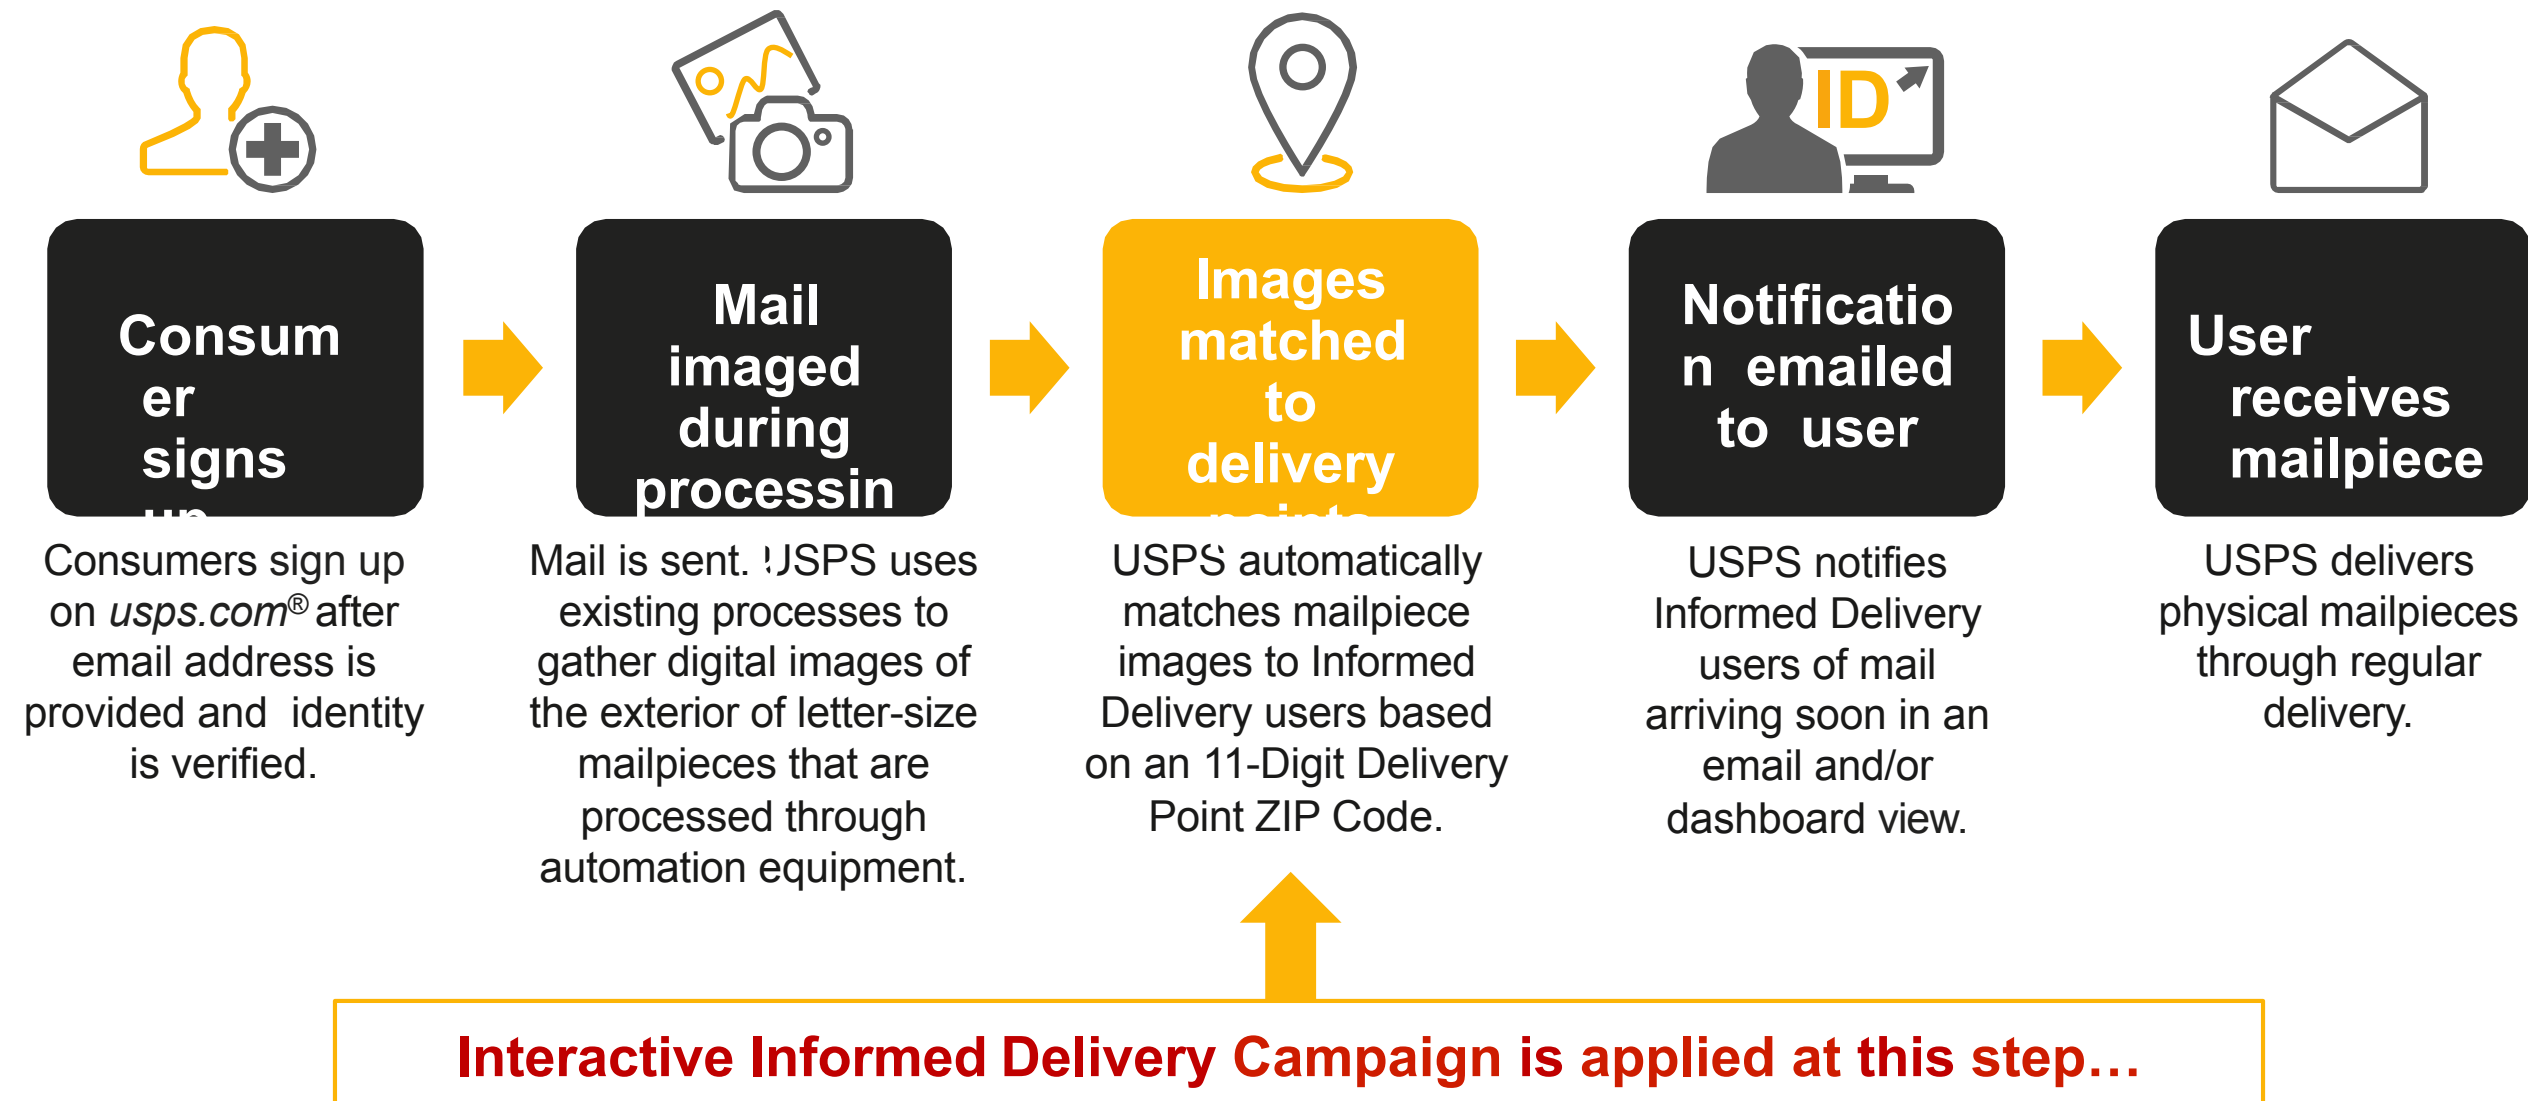 ID
Consum
er
signs
up
Mail
imaged
during
processin
Images
matched
to
delivery
points
Notificatio
n emailed
to user
User
receives
mailpiece
Consumers sign up
on usps.com® after
email address is
provided and identity
is verified.
Mail is sent. USPS uses
existing processes to
gather digital images of
the exterior of letter-size
mailpieces that are
processed through
automation equipment.
USPS automatically
matches mailpiece
images to Informed
Delivery users based
on an 11-Digit Delivery
Point ZIP Code.
USPS notifies
Informed Delivery
users of mail
arriving soon in an
email and/or
dashboard view.
USPS delivers
physical mailpieces
through regular
delivery.
Interactive Informed Delivery Campaign is applied at this step…